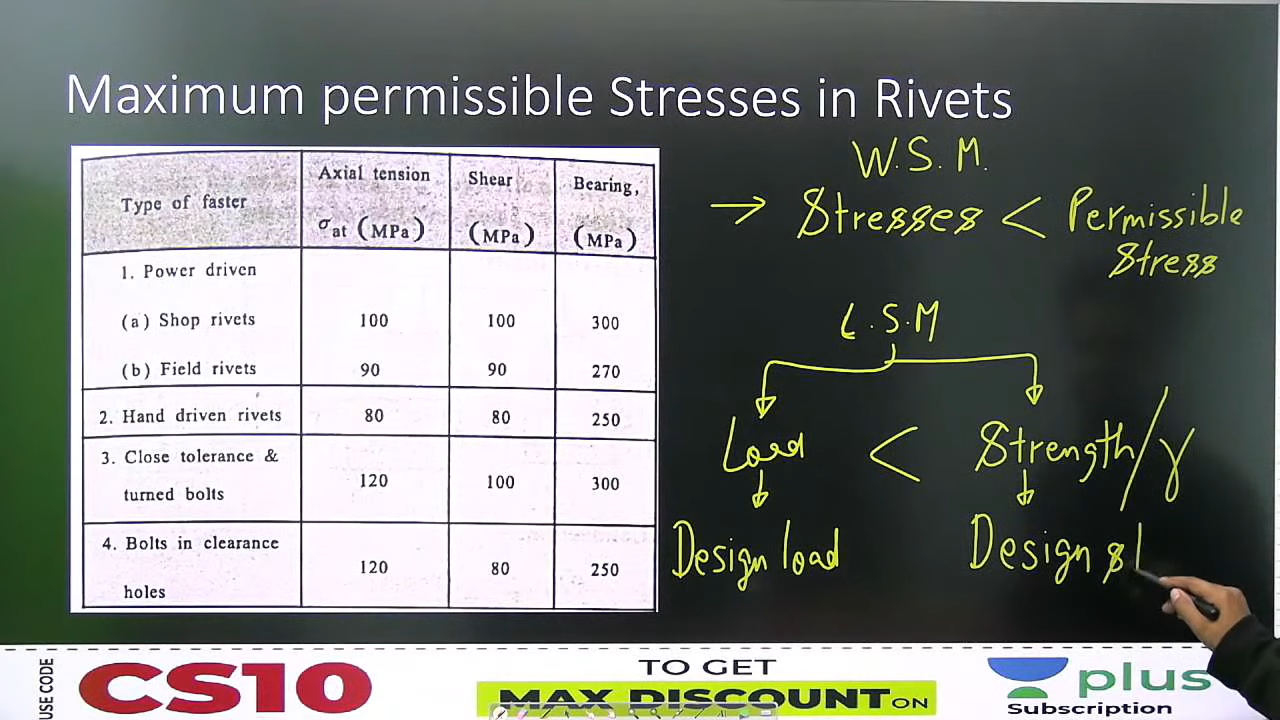 Maximum permissible Stresses in Rivets
Type of faster
Axial tension
σat (MPa)
Shear
(MPa)
Bearing,
(MPa)
1. Power driven
(a) Shop rivets 100 100 300
(b) Field rivets 90 90 270
2. Hand driven rivets 80 80 250
3. Close tolerance &
turned bolts
120 100 300
4. Bolts in clearance
holes
120 80 250
W.S.M.
→ Stresses < Permissible
Stress
L.S.M
Load < Strength/γ
Design load
Design st
USE CODE
CS10
TO GET
MAX DISCOUNT ON
plus
Subscription